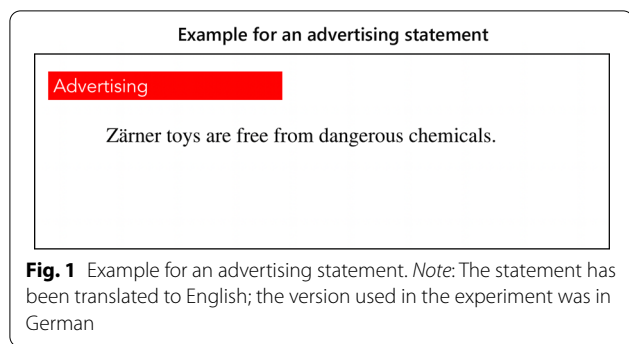 Example for an advertising statement
Advertising
Zärner toys are free from dangerous chemicals.
Fig. 1 Example for an advertising statement. Note: The statement has
been translated to English; the version used in the experiment was in
German